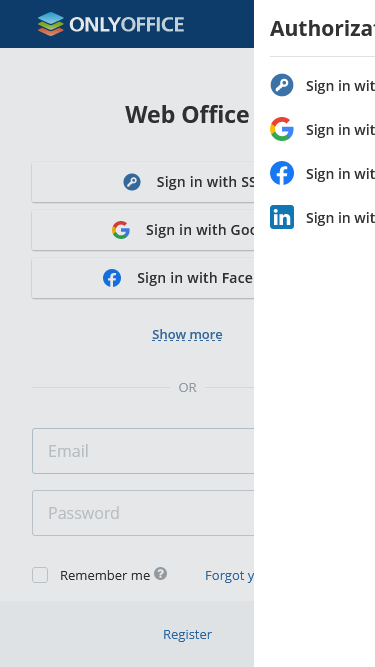 ONLYOFFICE
Web Office
Sign in with SS
Sign in with Goo
Sign in with Face
Show more
OR
Email
Password
Remember me ?
Forgot y
Register
Authoriza
Sign in wit
Sign in wit
Sign in wit
Sign in wit